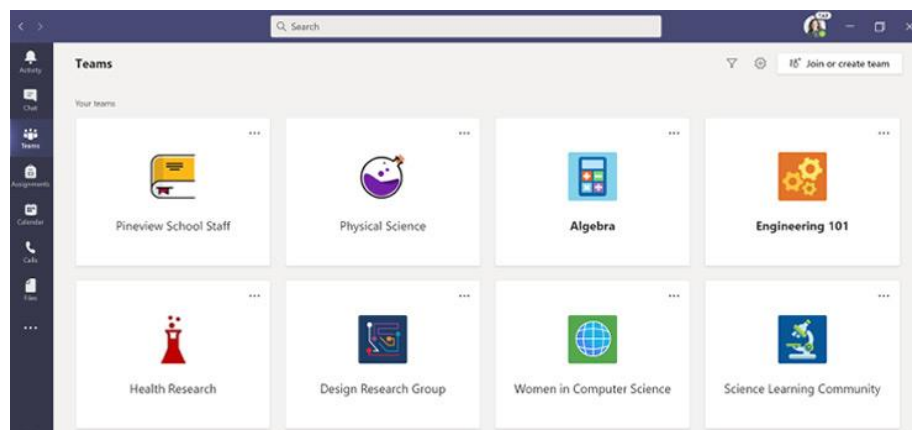 Search
Teams
Join or create team
Activity
Your teams
Chat
Teams
Assignments
Calendar
Calls
Files
Pineview School Staff
Physical Science
Algebra
Engineering 101
Health Research
Design Research Group
Women in Computer Science
Science Learning Community